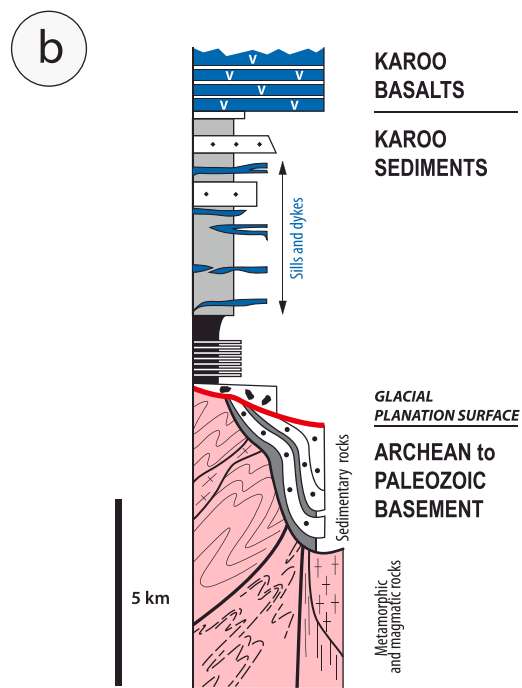 b
KAROO
BASALTS
V
V V
V
V V
KAROO
SEDIMENTS
Sills and dykes
GLACIAL
PLANATION SURFACE
ARCHEAN to
PALEOZOIC
BASEMENT
Sedimentary rocks
5 km
Metamorphic
and magmatic rocks